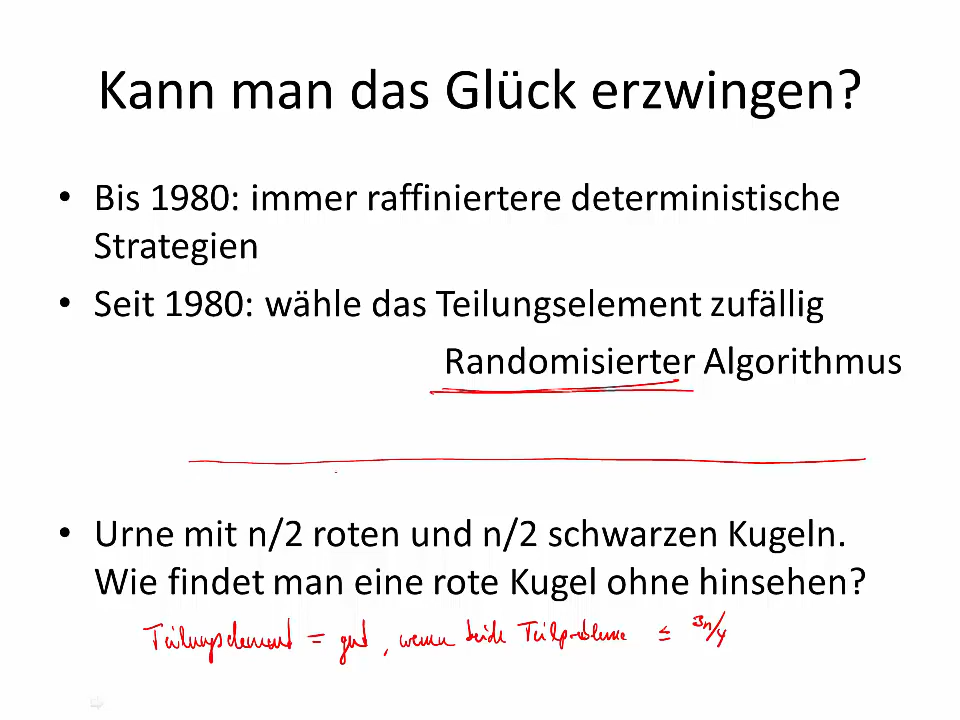 Kann man das Glück erzwingen?
• Bis 1980: immer raffiniertere deterministische
Strategien
• Seit 1980: wähle das Teilungselement zufällig
Randomisierter Algorithmus
• Urne mit n/2 roten und n/2 schwarzen Kugeln.
Wie findet man eine rote Kugel ohne hinsehen?
Teilungselement = gut, wenn beide Teilprobleme ≤ 3n/4